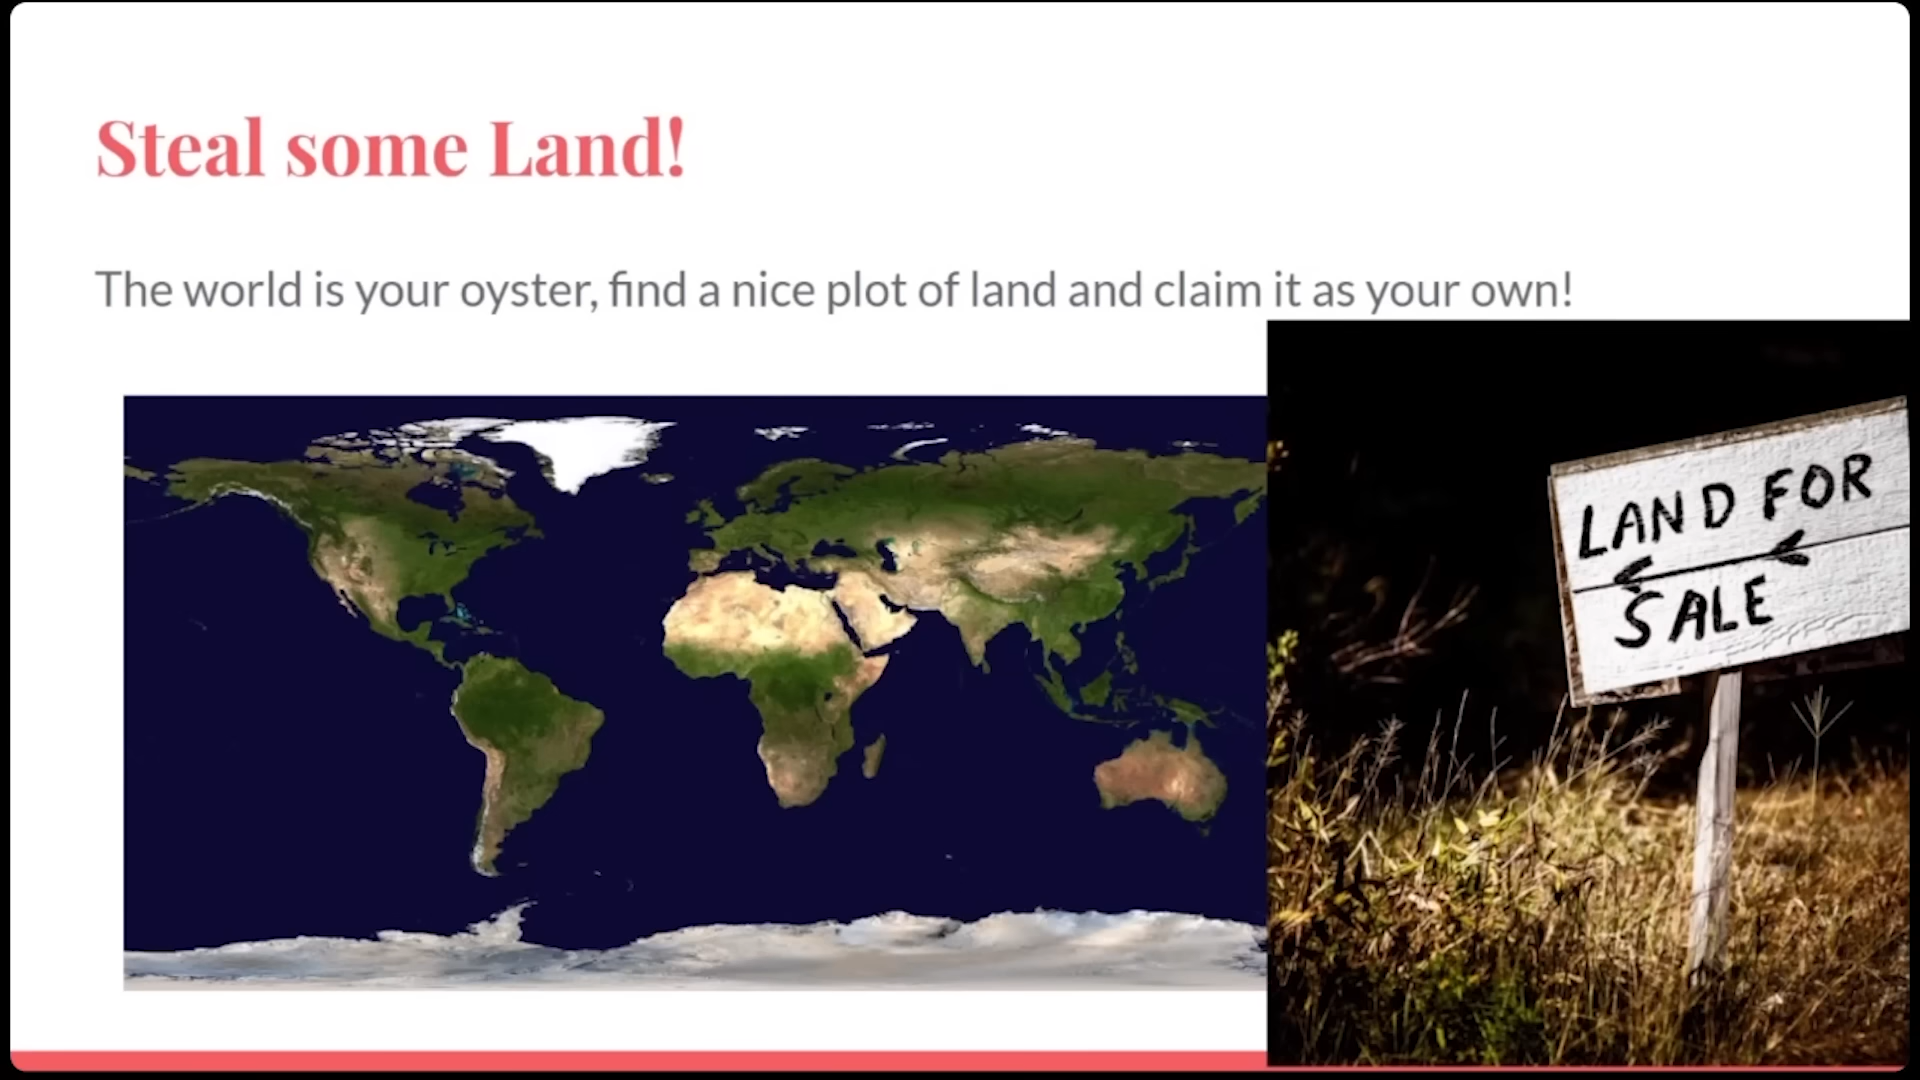 Steal some Land!
The world is your oyster, find a nice plot of land and claim it as your own!
LAND FOR
SALE